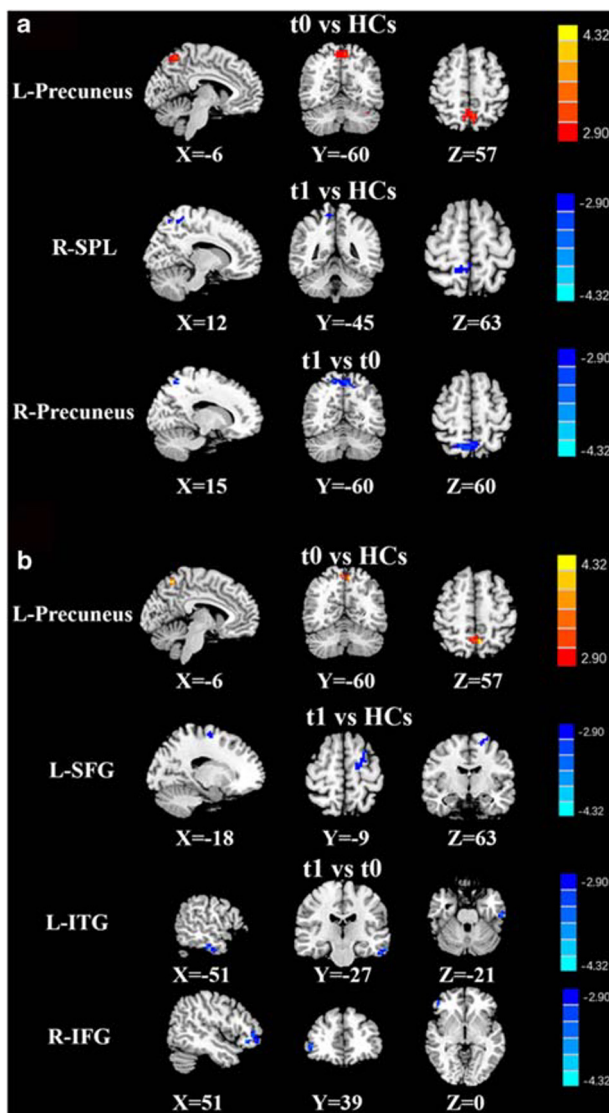 a
t0 vs HCs
L-Precuneus
X=-6 Y=-60 Z=57
4.32
2.90
t1 vs HCs
R-SPL
X=12 Y=-45 Z=63
-2.90
-4.32
t1 vs t0
R-Precuneus
X=15 Y=-60 Z=60
-2.90
-4.32
b
t0 vs HCs
L-Precuneus
X=-6 Y=-60 Z=57
4.32
2.90
t1 vs HCs
L-SFG
X=-18 Y=-9 Z=63
-2.90
-4.32
t1 vs t0
L-ITG
X=-51 Y=-27 Z=-21
-2.90
-4.32
R-IFG
X=51 Y=39 Z=0
-2.90
-4.32